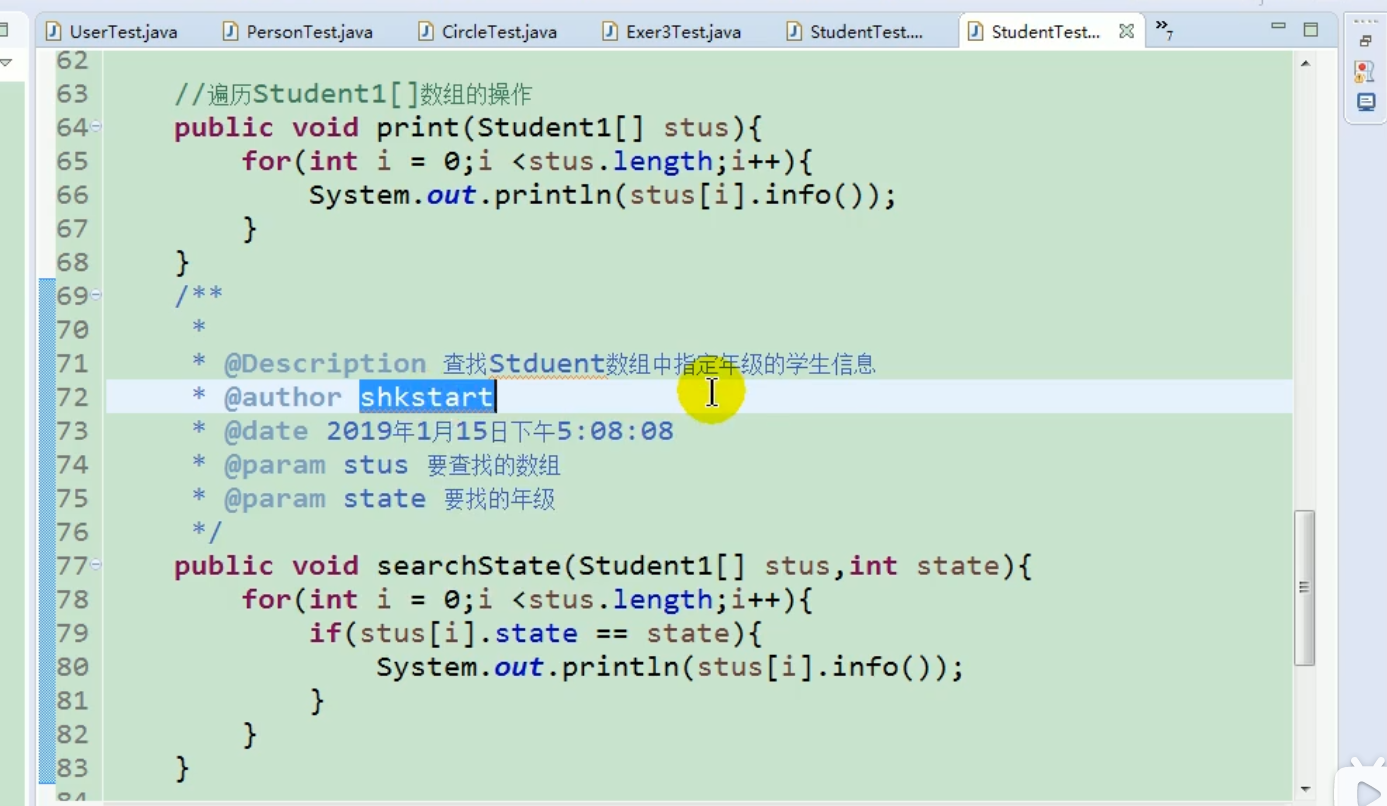 UserTest.java PersonTest.java CircleTest.java Exer3Test.java StudentTest.... StudentTest... »7
62
63 //遍历Student1[]数组的操作
64 public void print(Student1[] stus){
65 for(int i = 0;i <stus.length;i++){
66 System.out.println(stus[i].info());
67 }
68 }
69 /**
70 *
71 * @Description 查找Stduent数组中指定年级的学生信息
72 * @author shkstart
73 * @date 2019年1月15日下午5:08:08
74 * @param stus 要查找的数组
75 * @param state 要找的年级
76 */
77 public void searchState(Student1[] stus,int state){
78 for(int i = 0;i <stus.length;i++){
79 if(stus[i].state == state){
80 System.out.println(stus[i].info());
81 }
82 }
83 }
84